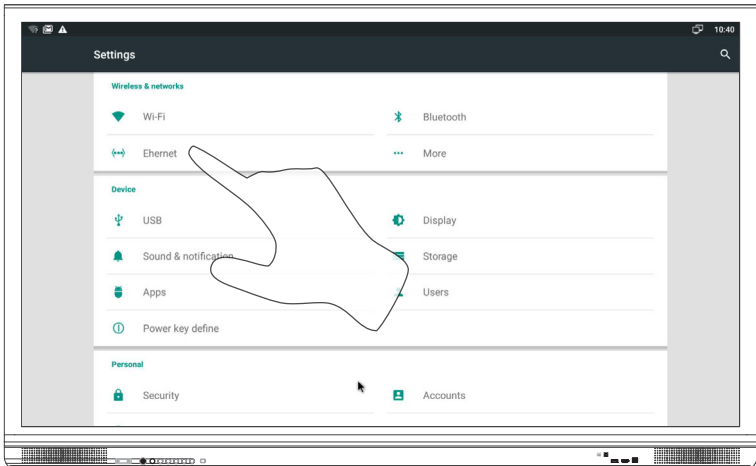 10:40
Settings
Wireless & networks
Wi-Fi
Bluetooth
Ehernet
More
Device
USB
Display
Sound & notification
Storage
Apps
Users
Power key define
Personal
Security
Accounts